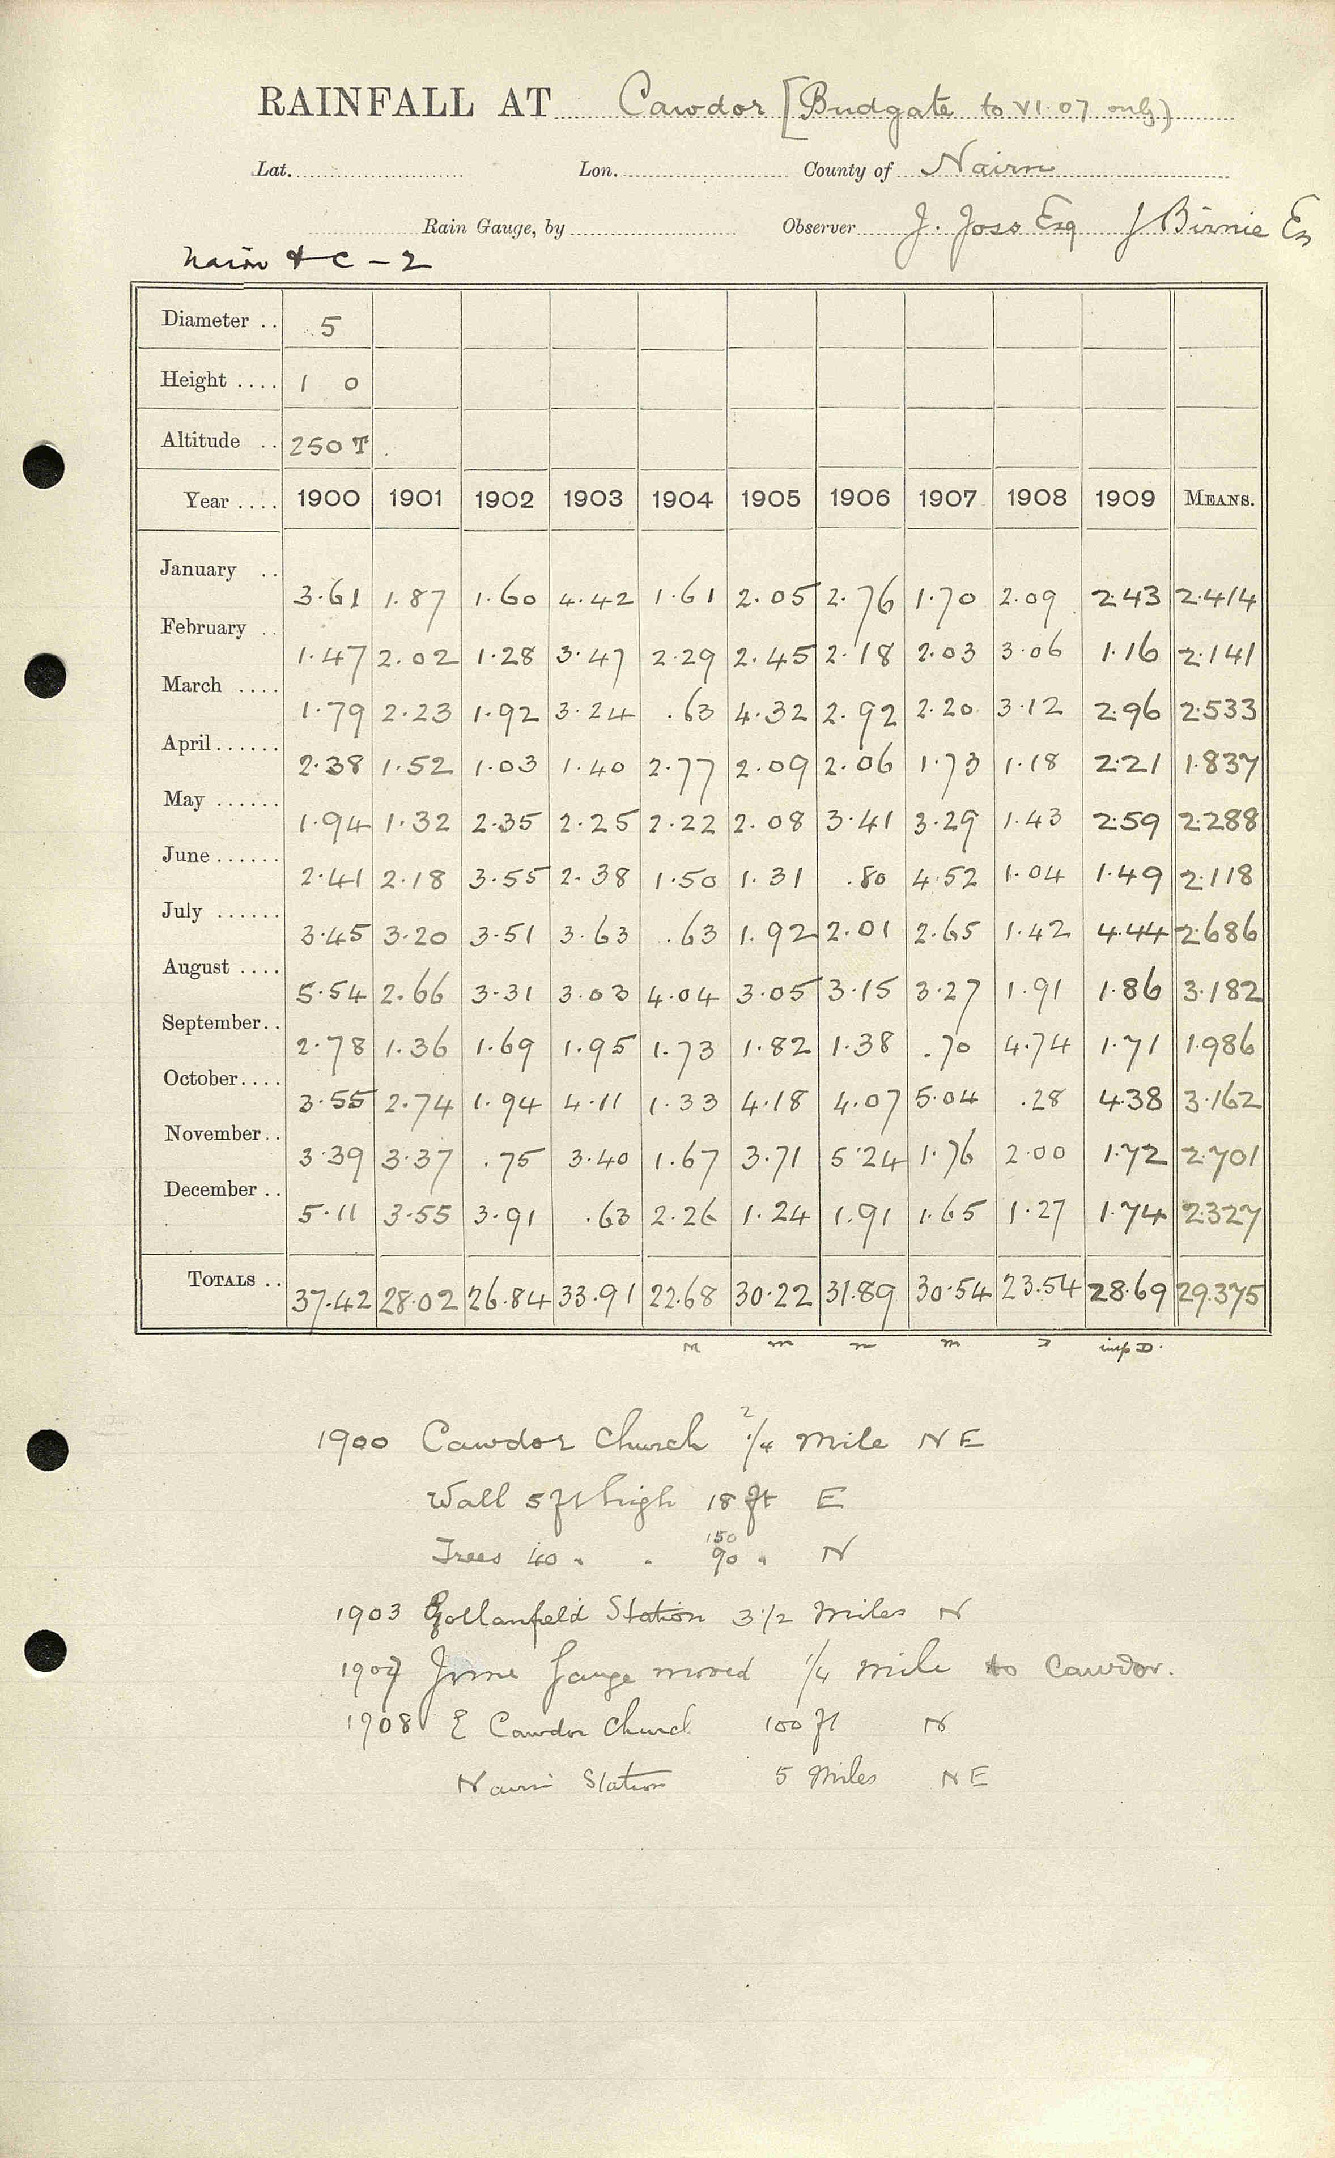 RAINFALL AT Cawdor [Budgate to VI.07 only)
Lat. Lon. County of Nairn
Rain Gauge, by Observer J. Joss Esq J Birnie Es
Nairn & C - 2
Diameter .. 5
Height .... 1 0
Altitude .. 250 T.
Year .... 1900 1901 1902 1903 1904 1905 1906 1907 1908 1909 MEANS.
January .. 3.61 1.87 1.60 4.42 1.61 2.05 2.76 1.70 2.09 2.43 2.414
February .. 1.47 2.02 1.28 3.47 2.29 2.45 2.18 2.03 3.06 1.16 2.141
March .... 1.79 2.23 1.92 3.24 .63 4.32 2.92 2.20 3.12 2.96 2.533
April ...... 2.38 1.52 1.03 1.40 2.77 2.09 2.06 1.73 1.18 2.21 1.837
May ...... 1.94 1.32 2.35 2.25 2.22 2.08 3.41 3.29 1.43 2.59 2.288
June ...... 2.41 2.18 3.55 2.38 1.50 1.31 .80 4.52 1.04 1.49 2.118
July ...... 3.45 3.20 3.51 3.63 .63 1.92 2.01 2.65 1.42 4.44 2.686
August .... 5.54 2.66 3.31 3.03 4.04 3.05 3.15 3.27 1.91 1.86 3.182
September .. 2.78 1.36 1.69 1.95 1.73 1.82 1.38 .70 4.74 1.71 1.986
October .... 3.55 2.74 1.94 4.11 1.33 4.18 4.07 5.04 .28 4.38 3.162
November .. 3.39 3.37 .75 3.40 1.67 3.71 5.24 1.76 2.00 1.72 2.701
December .. 5.11 3.55 3.91 .63 2.26 1.24 1.91 1.65 1.27 1.74 2.327
TOTALS .. 37.42 28.02 26.84 33.91 22.68 30.22 31.89 30.54 23.54 28.69 29.375
M m n m D insp D.
1900 Cawdor Church 2 1/4 mile NE
Wall 5 ft high 18 ft E
150
Trees 40 " " 90 " N
1903 Gollanfield Station 3 1/2 miles N
1907 June Gauge moved 1/4 mile to Cawdor.
1908 E Cawdor Church 100 ft N
Nairn Station 5 Miles NE